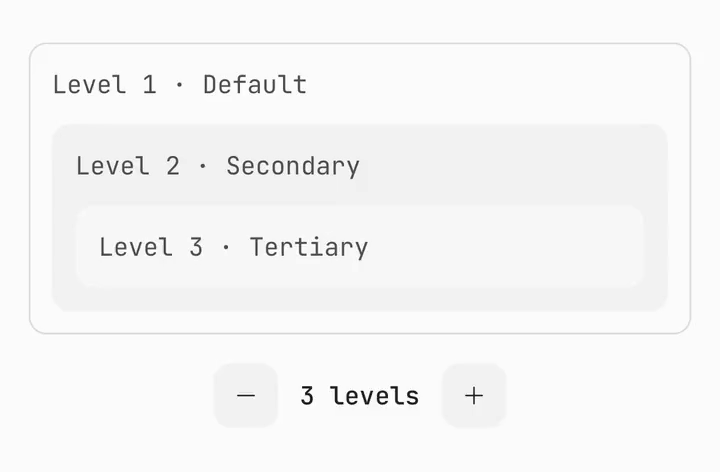 Level 1 · Default
Level 2 · Secondary
Level 3 · Tertiary
− 3 levels +